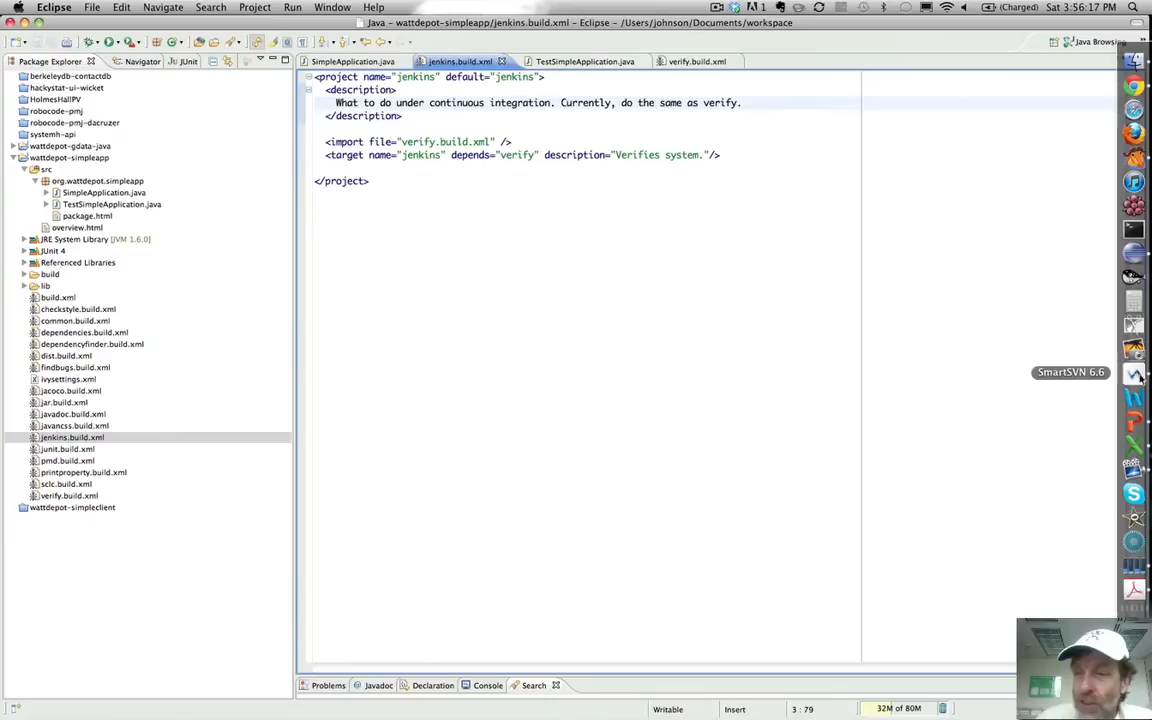 Eclipse File Edit Navigate Search Project Run Window Help 1 (Charged) Sat 3:56:17 PM
Java – wattdepot-simpleapp/jenkins.build.xml – Eclipse – /Users/johnson/Documents/workspace
Java Browsing
Package Explorer Navigator JUnit
SimpleApplication.java jenkins.build.xml TestSimpleApplication.java verify.build.xml
berkeleydb-contactdb
hackystat-ui-wicket
HolmesHallPV
robocode-pmj
robocode-pmj-dacruzer
systemh-api
wattdepot-gdata-java
wattdepot-simpleapp
src
org.wattdepot.simpleapp
SimpleApplication.java
TestSimpleApplication.java
package.html
overview.html
JRE System Library [JVM 1.6.0]
JUnit 4
Referenced Libraries
build
lib
build.xml
checkstyle.build.xml
common.build.xml
dependencies.build.xml
dependencyfinder.build.xml
dist.build.xml
findbugs.build.xml
ivysettings.xml
jacoco.build.xml
jar.build.xml
javadoc.build.xml
javancss.build.xml
jenkins.build.xml
junit.build.xml
pmd.build.xml
printproperty.build.xml
sclc.build.xml
verify.build.xml
wattdepot-simpleclient
<project name="jenkins" default="jenkins">
<description>
What to do under continuous integration. Currently, do the same as verify.
</description>
<import file="verify.build.xml" />
<target name="jenkins" depends="verify" description="Verifies system."/>
</project>
SmartSVN 6.6
Problems Javadoc Declaration Console Search
Writable Insert 3 : 79 32M of 80M